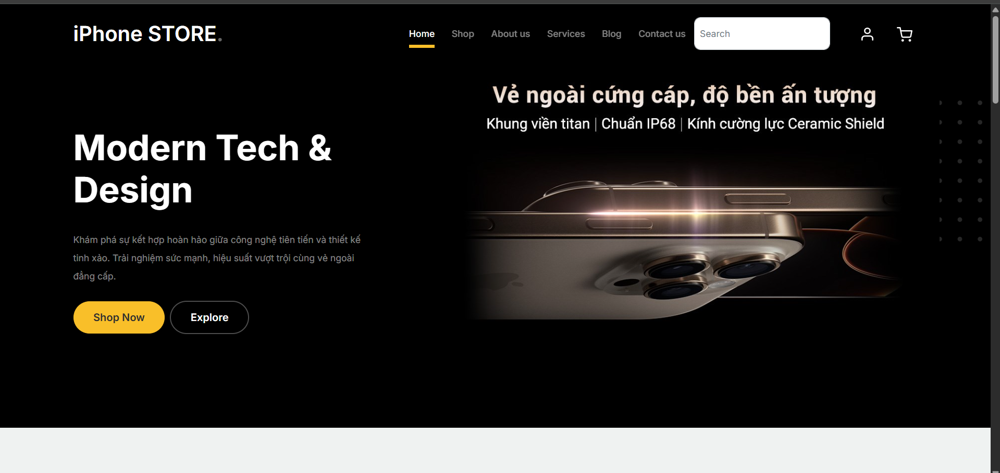 iPhone STORE.
Home
Shop
About us
Services
Blog
Contact us
Search
Vẻ ngoài cứng cáp, độ bền ấn tượng
Khung viền titan | Chuẩn IP68 | Kính cường lực Ceramic Shield
Modern Tech &
Design
Khám phá sự kết hợp hoàn hảo giữa công nghệ tiên tiến và thiết kế
tinh xảo. Trải nghiệm sức mạnh, hiệu suất vượt trội cùng vẻ ngoài
đẳng cấp.
Shop Now
Explore